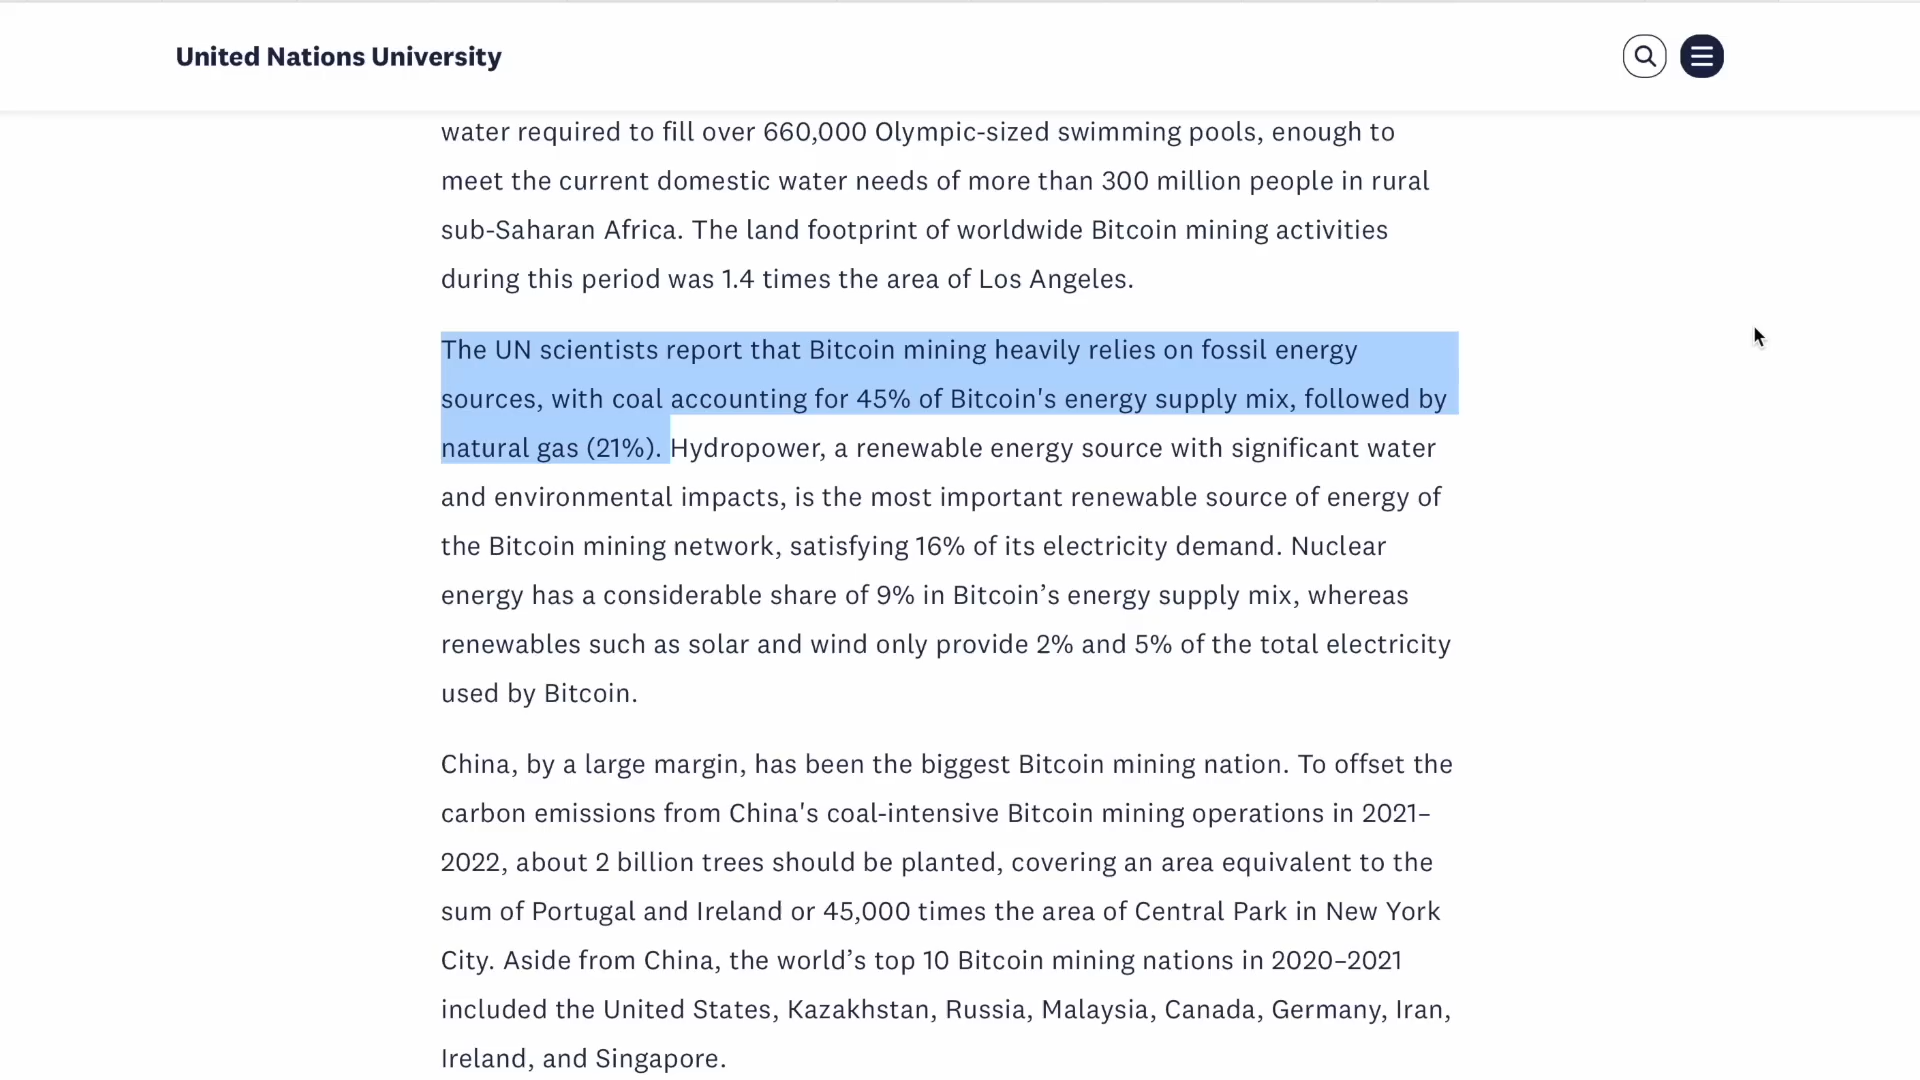 United Nations University
water required to fill over 660,000 Olympic-sized swimming pools, enough to
meet the current domestic water needs of more than 300 million people in rural
sub-Saharan Africa. The land footprint of worldwide Bitcoin mining activities
during this period was 1.4 times the area of Los Angeles.
The UN scientists report that Bitcoin mining heavily relies on fossil energy
sources, with coal accounting for 45% of Bitcoin's energy supply mix, followed by
natural gas (21%). Hydropower, a renewable energy source with significant water
and environmental impacts, is the most important renewable source of energy of
the Bitcoin mining network, satisfying 16% of its electricity demand. Nuclear
energy has a considerable share of 9% in Bitcoin’s energy supply mix, whereas
renewables such as solar and wind only provide 2% and 5% of the total electricity
used by Bitcoin.
China, by a large margin, has been the biggest Bitcoin mining nation. To offset the
carbon emissions from China's coal-intensive Bitcoin mining operations in 2021–
2022, about 2 billion trees should be planted, covering an area equivalent to the
sum of Portugal and Ireland or 45,000 times the area of Central Park in New York
City. Aside from China, the world’s top 10 Bitcoin mining nations in 2020–2021
included the United States, Kazakhstan, Russia, Malaysia, Canada, Germany, Iran,
Ireland, and Singapore.